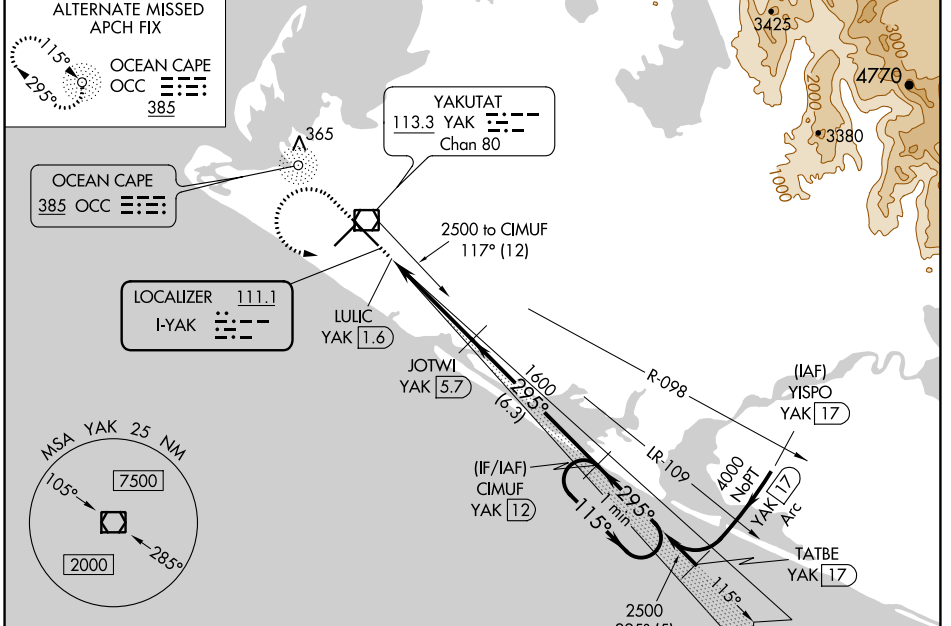 ALTERNATE MISSED
APCH FIX
115°
295°
OCEAN CAPE
OCC
385
3425
3000
4770
2000
3380
1000
365
YAKUTAT
113.3 YAK
Chan 80
OCEAN CAPE
385 OCC
2500 to CIMUF
117° (12)
LOCALIZER 111.1
I-YAK
LULIC
YAK 1.6
JOTWI
YAK 5.7
1600
295°
(6.3)
R-098
LR-109
(IAF)
YISPO
YAK 17
4000
NoPT
YAK 17
Arc
(IF/IAF)
CIMUF
YAK 12
295°
1 min
115°
TATBE
YAK 17
115°
2500
MSA YAK 25 NM
105°
7500
285°
2000